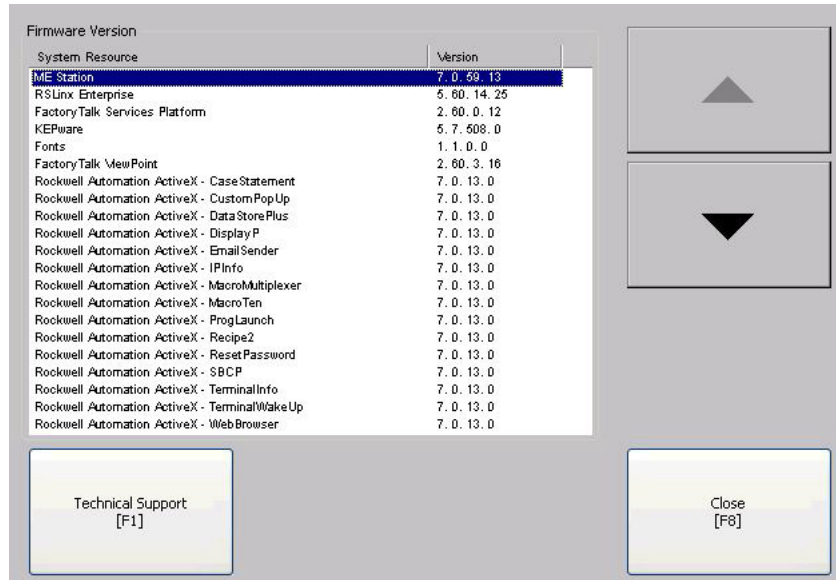 Firmware Version
System Resource Version
ME Station 7. 0. 59. 13
RSLinx Enterprise 5. 60. 14. 25
FactoryTalk Services Platform 2. 60. 0. 12
KEPware 5. 7. 508. 0
Fonts 1. 1. 0. 0
FactoryTalk ViewPoint 2. 60. 3. 16
Rockwell Automation ActiveX - CaseStatement 7. 0. 13. 0
Rockwell Automation ActiveX - CustomPopUp 7. 0. 13. 0
Rockwell Automation ActiveX - DataStorePlus 7. 0. 13. 0
Rockwell Automation ActiveX - DisplayP 7. 0. 13. 0
Rockwell Automation ActiveX - EmailSender 7. 0. 13. 0
Rockwell Automation ActiveX - IPInfo 7. 0. 13. 0
Rockwell Automation ActiveX - MacroMultiplexer 7. 0. 13. 0
Rockwell Automation ActiveX - MacroTen 7. 0. 13. 0
Rockwell Automation ActiveX - ProgLaunch 7. 0. 13. 0
Rockwell Automation ActiveX - Recipe2 7. 0. 13. 0
Rockwell Automation ActiveX - ResetPassword 7. 0. 13. 0
Rockwell Automation ActiveX - SBCP 7. 0. 13. 0
Rockwell Automation ActiveX - TerminalInfo 7. 0. 13. 0
Rockwell Automation ActiveX - TerminalWakeUp 7. 0. 13. 0
Rockwell Automation ActiveX - WebBrowser 7. 0. 13. 0
Technical Support
[F1]
Close
[F8]